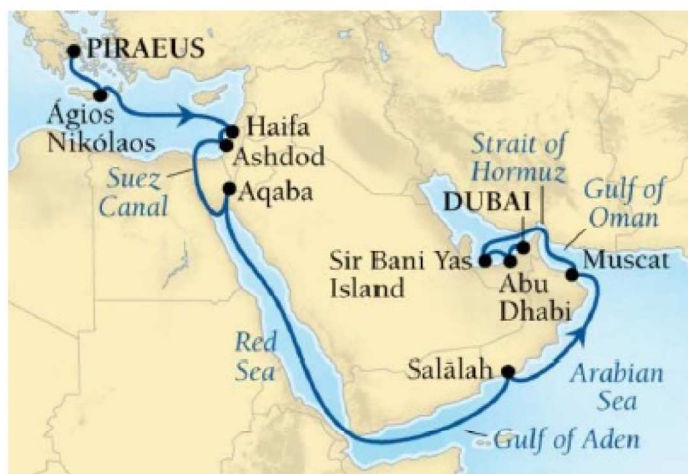 PIRAEUS
Ágios
Nikólaos
Haifa
Ashdod
Suez
Canal
Aqaba
Strait of
Hormuz
DUBAI
Gulf of
Oman
Sir Bani Yas
Island
Abu
Dhabi
Muscat
Red
Sea
Salālah
Arabian
Sea
Gulf of Aden